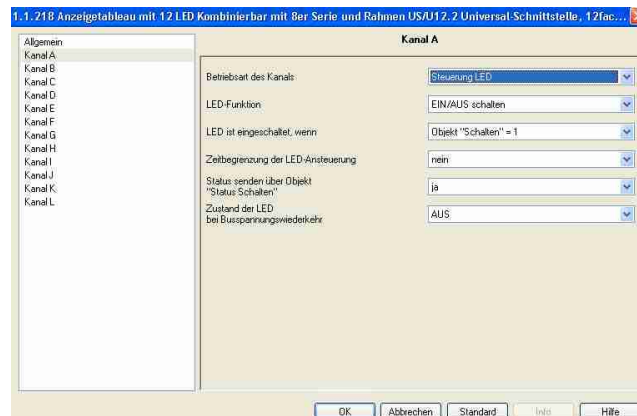 1.1.218 Anzeigetableau mit 12 LED Kombinierbar mit 8er Serie und Rahmen US/U12.2 Universal-Schnittstelle, 12fac...
Allgemein
Kanal A
Kanal B
Kanal C
Kanal D
Kanal E
Kanal F
Kanal G
Kanal H
Kanal I
Kanal J
Kanal K
Kanal L
Kanal A
Betriebsart des Kanals
Steuerung LED
LED-Funktion
EIN/AUS schalten
LED ist eingeschaltet, wenn
Objekt "Schalten" = 1
Zeitbegrenzung der LED-Ansteuerung
nein
Status senden über Objekt
"Status Schalten"
ja
Zustand der LED
bei Busspannungswiederkehr
AUS
OK
Abbrechen
Standard
Info
Hilfe